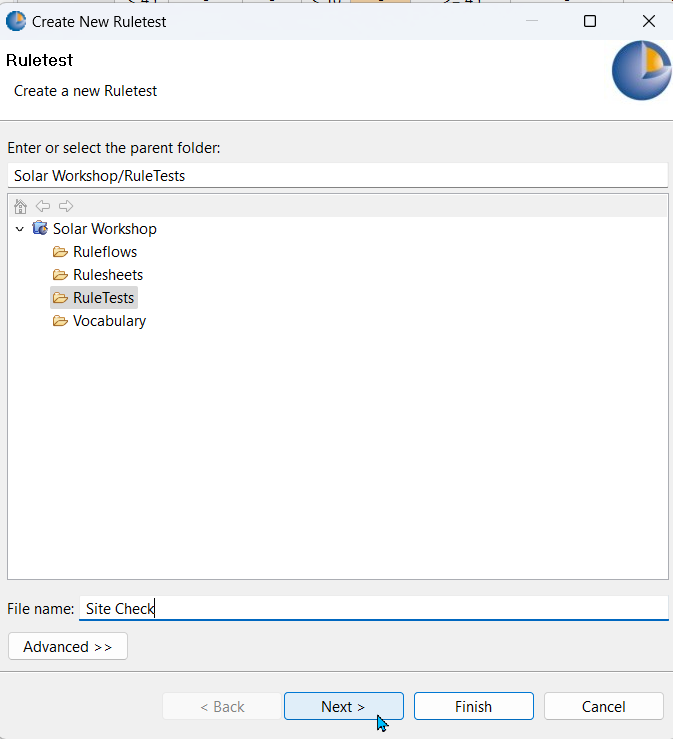 Create New Ruletest
Ruletest
Create a new Ruletest
Enter or select the parent folder:
Solar Workshop/RuleTests
Solar Workshop
Ruleflows
Rulesheets
RuleTests
Vocabulary
File name: Site Check
Advanced >>
< Back Next > Finish Cancel